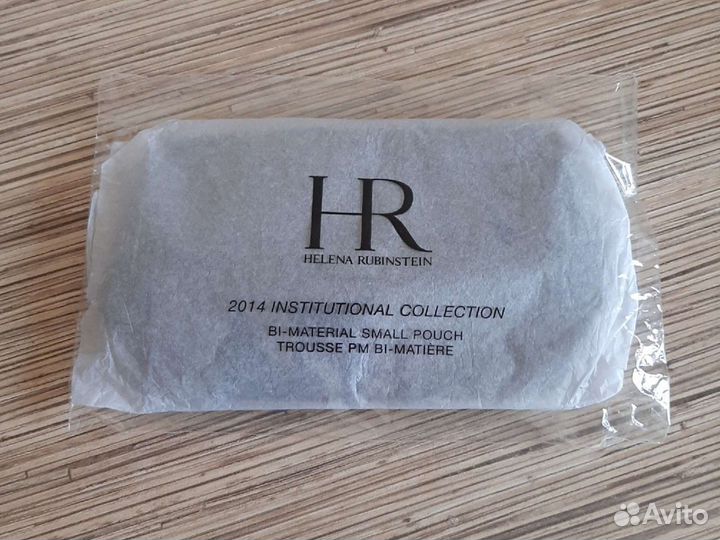 HR
HELENA RUBINSTEIN
2014 INSTITUTIONAL COLLECTION
BI-MATERIAL SMALL POUCH
TROUSSE PM BI-MATIÈRE
Avito